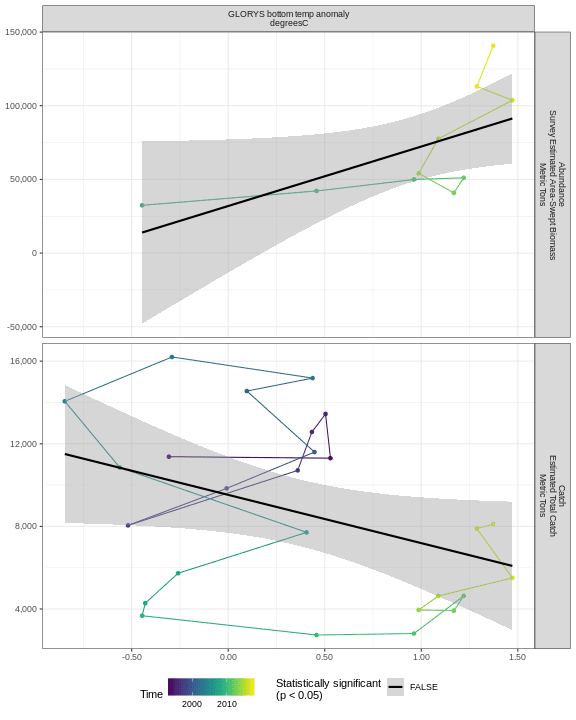 GLORYS bottom temp anomaly
degreesC
150,000
100,000
50,000
0
-50,000
Abundance
Survey Estimated Area-Swept Biomass
Metric Tons
16,000
12,000
8,000
4,000
Catch
Estimated Total Catch
Metric Tons
-0.50
0.00
0.50
1.00
1.50
Time
2000
2010
Statistically significant
(p < 0.05)
FALSE